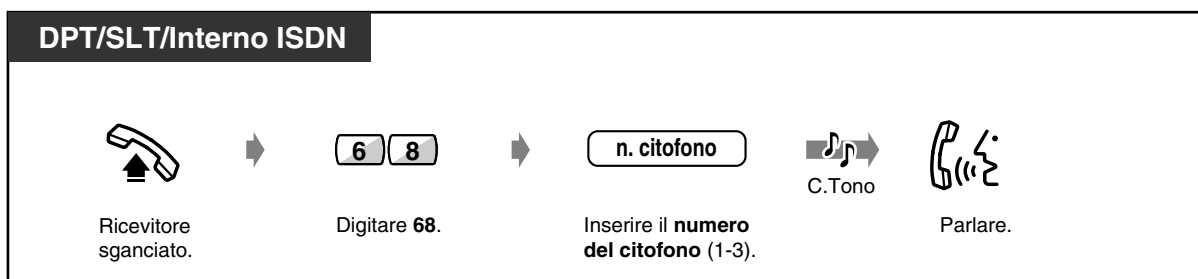 DPT/SLT/Interno ISDN
6 8
n. citofono
C.Tono
Ricevitore
sganciato.
Digitare 68.
Inserire il numero
del citofono (1-3).
Parlare.